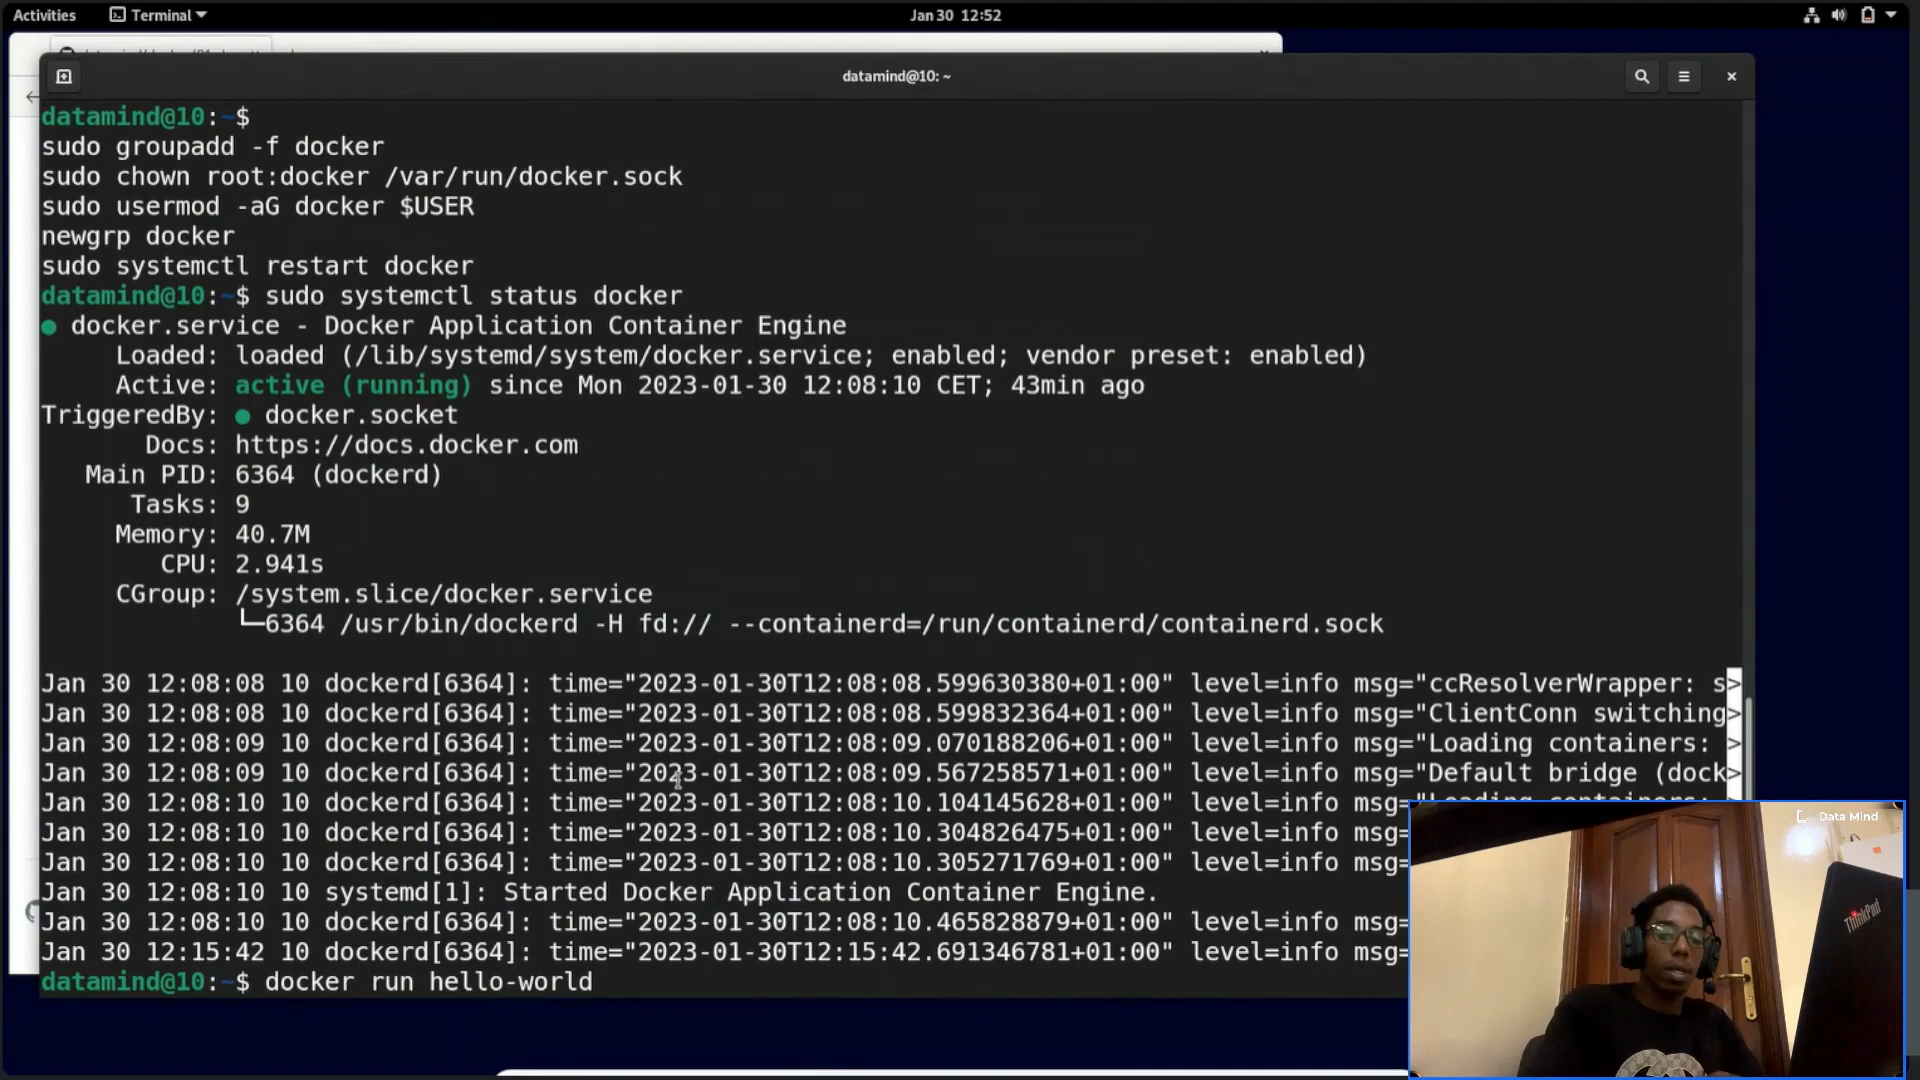 Activities
Terminal
Jan 30 12:52
datamind@10: ~
datamind@10:~$
sudo groupadd -f docker
sudo chown root:docker /var/run/docker.sock
sudo usermod -aG docker $USER
newgrp docker
sudo systemctl restart docker
datamind@10:~$ sudo systemctl status docker
● docker.service - Docker Application Container Engine
Loaded: loaded (/lib/systemd/system/docker.service; enabled; vendor preset: enabled)
Active: active (running) since Mon 2023-01-30 12:08:10 CET; 43min ago
TriggeredBy: ● docker.socket
Docs: https://docs.docker.com
Main PID: 6364 (dockerd)
Tasks: 9
Memory: 40.7M
CPU: 2.941s
CGroup: /system.slice/docker.service
└─6364 /usr/bin/dockerd -H fd:// --containerd=/run/containerd/containerd.sock
Jan 30 12:08:08 10 dockerd[6364]: time="2023-01-30T12:08:08.599630380+01:00" level=info msg="ccResolverWrapper: s>
Jan 30 12:08:08 10 dockerd[6364]: time="2023-01-30T12:08:08.599832364+01:00" level=info msg="ClientConn switching>
Jan 30 12:08:09 10 dockerd[6364]: time="2023-01-30T12:08:09.070188206+01:00" level=info msg="Loading containers: >
Jan 30 12:08:09 10 dockerd[6364]: time="2023-01-30T12:08:09.567258571+01:00" level=info msg="Default bridge (dock>
Jan 30 12:08:10 10 dockerd[6364]: time="2023-01-30T12:08:10.104145628+01:00" level=info msg="Loading containers:
Jan 30 12:08:10 10 dockerd[6364]: time="2023-01-30T12:08:10.304826475+01:00" level=info msg=
Jan 30 12:08:10 10 dockerd[6364]: time="2023-01-30T12:08:10.305271769+01:00" level=info msg=
Jan 30 12:08:10 10 systemd[1]: Started Docker Application Container Engine.
Jan 30 12:08:10 10 dockerd[6364]: time="2023-01-30T12:08:10.465828879+01:00" level=info msg=
Jan 30 12:15:42 10 dockerd[6364]: time="2023-01-30T12:15:42.691346781+01:00" level=info msg=
datamind@10:~$ docker run hello-world
Data Mind
ThinkPad